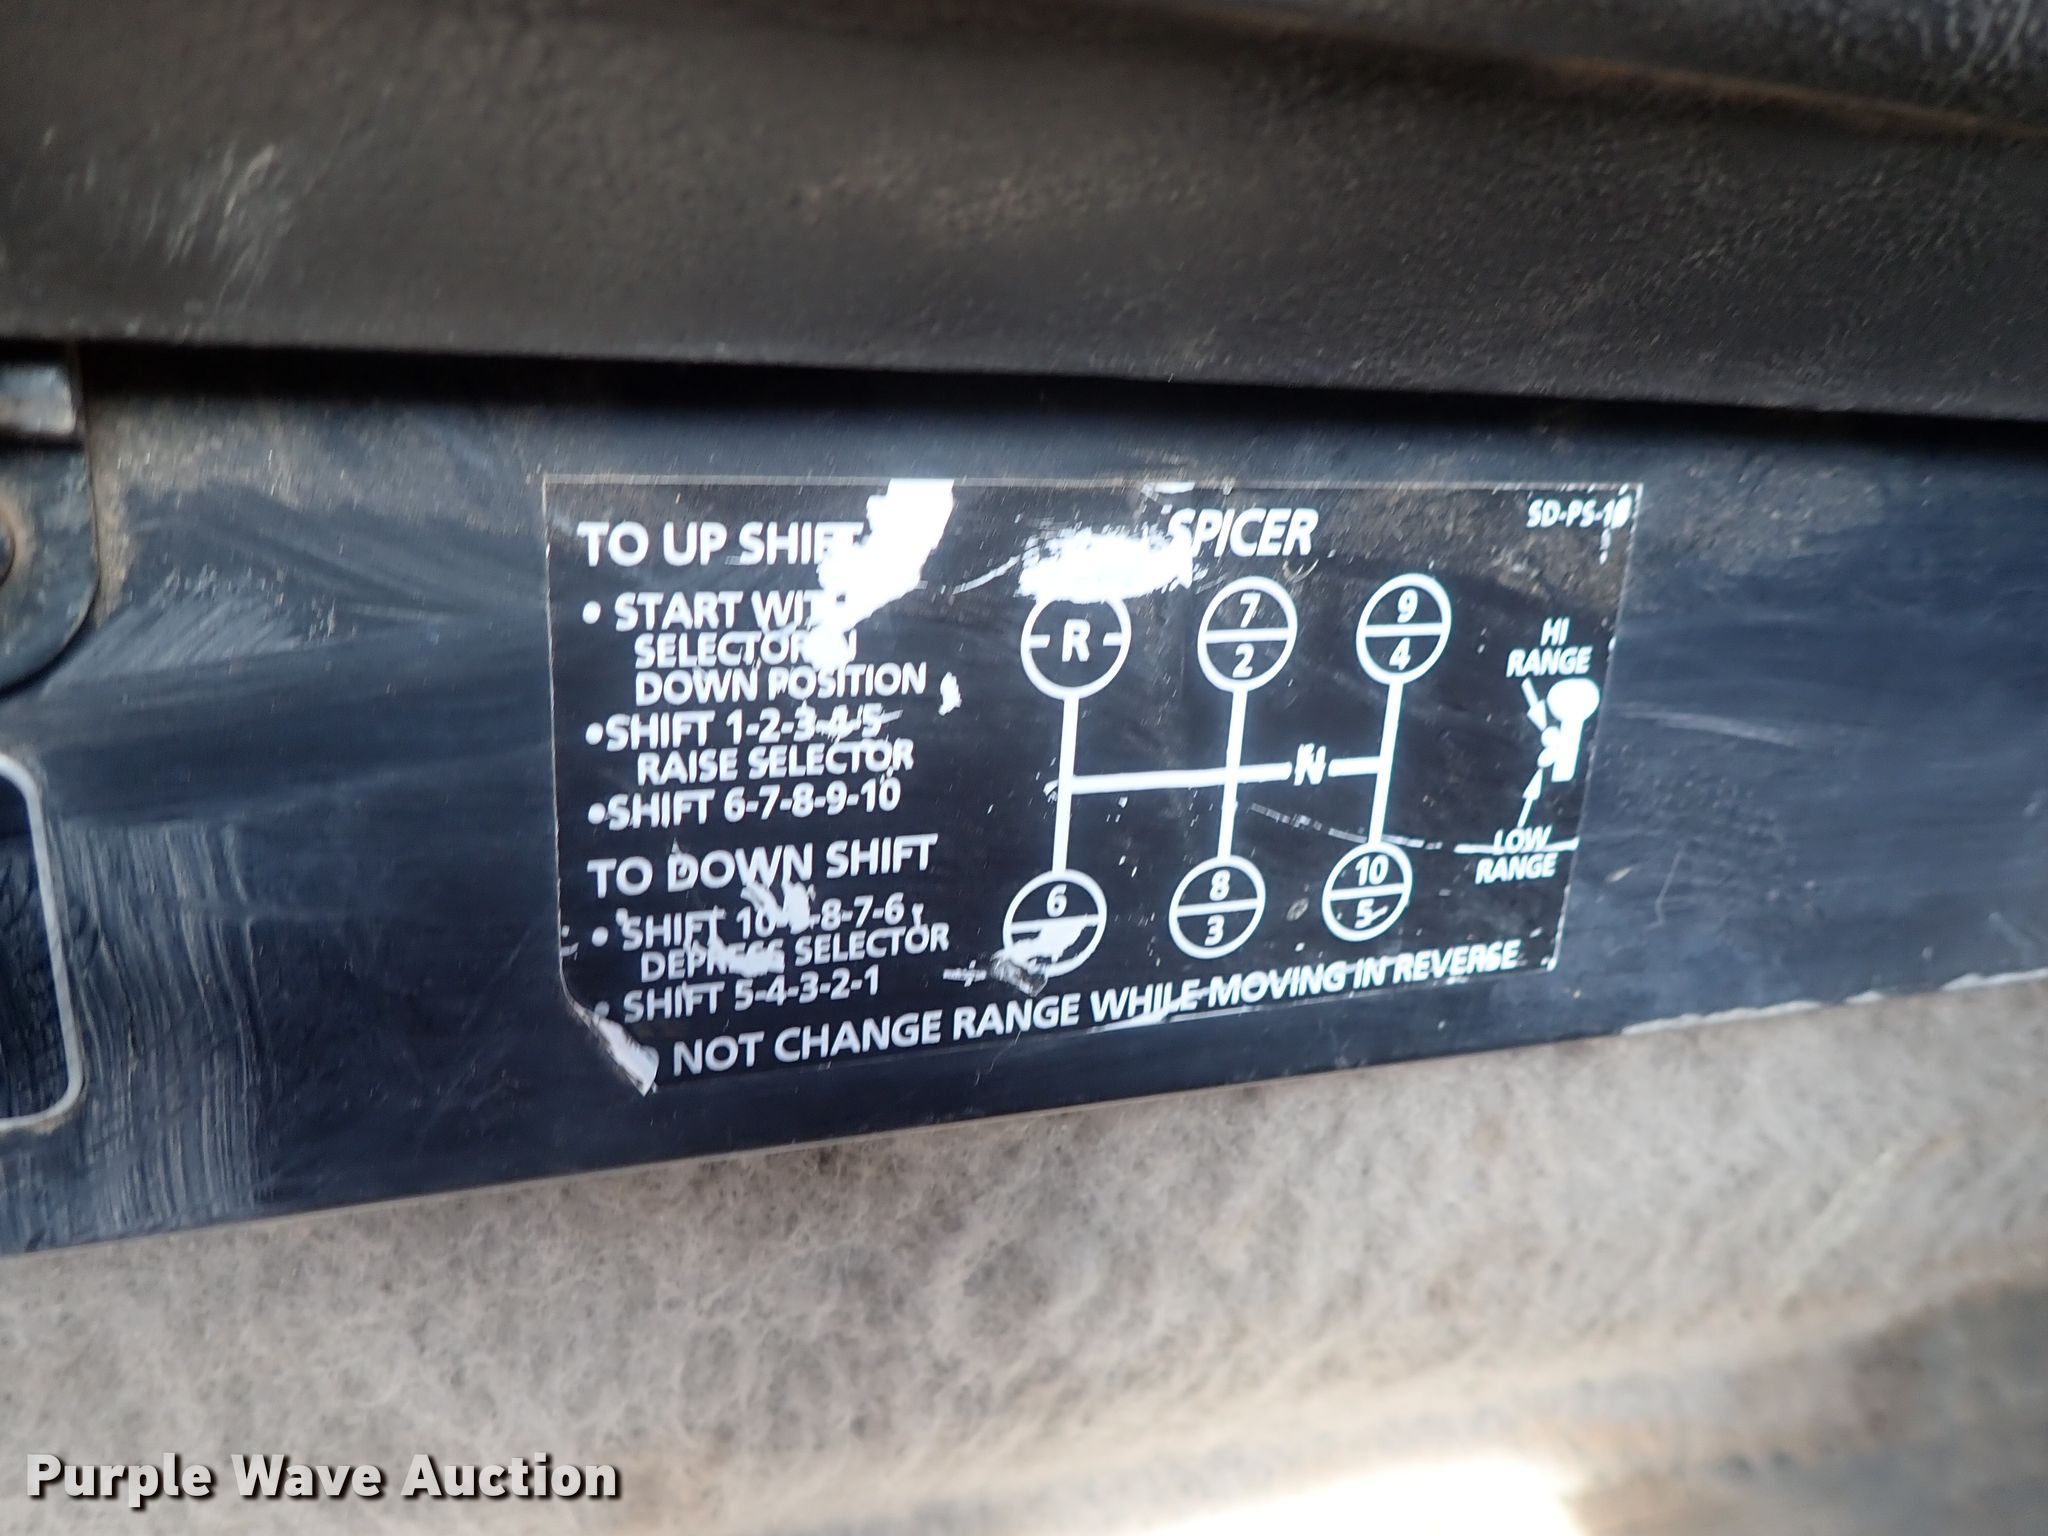 TO UP SHIFT
• START WITH
SELECTOR IN
DOWN POSITION
•SHIFT 1-2-3-4-5
RAISE SELECTOR
•SHIFT 6-7-8-9-10
TO DOWN SHIFT
• SHIFT 10- -8-7-6
DEPRESS SELECTOR
• SHIFT 5-4-3-2-1
NOT CHANGE RANGE WHILE MOVING IN REVERSE
SPICER
SD-PS-10
R
7
2
9
4
N
6
8
3
10
5
HI
RANGE
LOW
RANGE
Purple Wave Auction